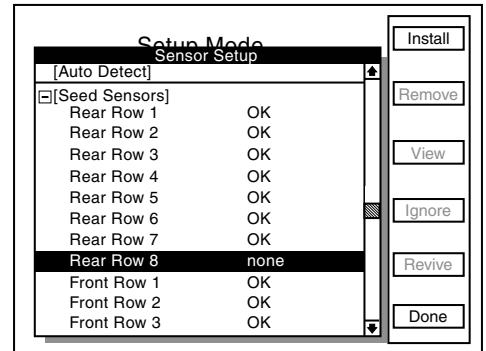 Setup Mode
Sensor Setup
[Auto Detect]
[Seed Sensors]
Rear Row 1 OK
Rear Row 2 OK
Rear Row 3 OK
Rear Row 4 OK
Rear Row 5 OK
Rear Row 6 OK
Rear Row 7 OK
Rear Row 8 none
Front Row 1 OK
Front Row 2 OK
Front Row 3 OK
Install
Remove
View
Ignore
Revive
Done